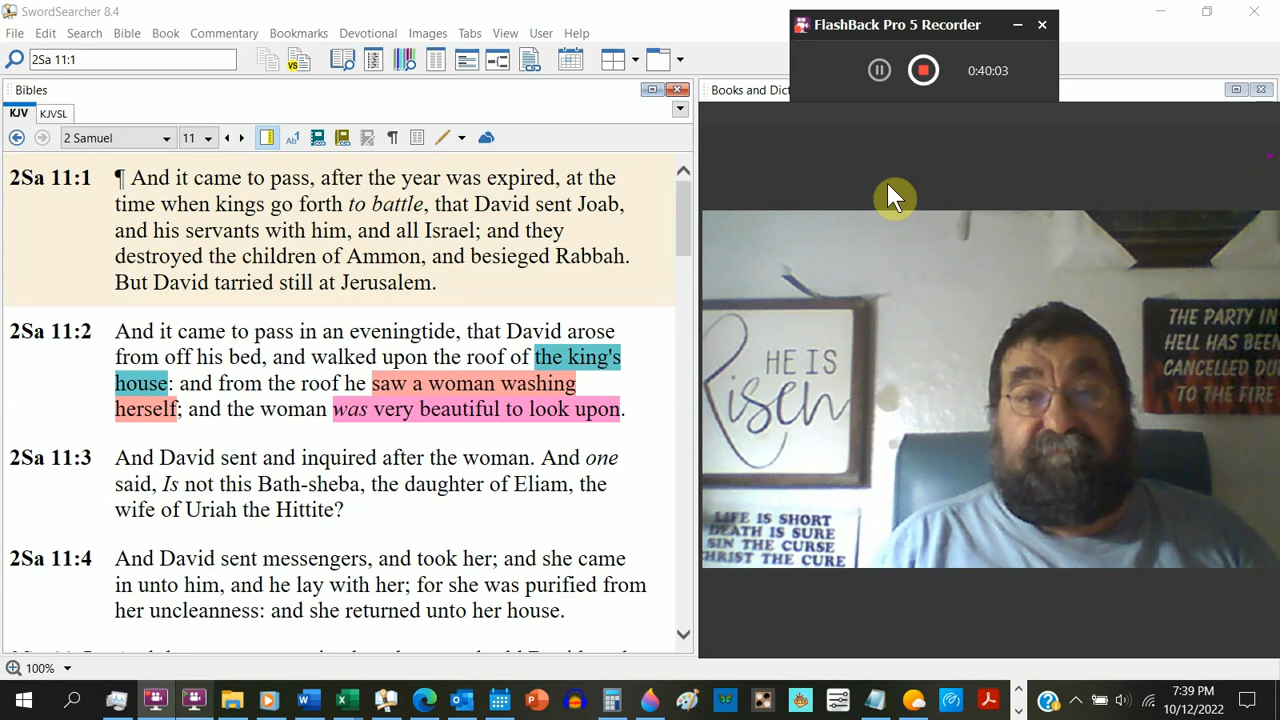 SwordSearcher 8.4
File Edit Search Bible Book Commentary Bookmarks Devotional Images Tabs View User Help
2Sa 11:1
VS
FlashBack Pro 5 Recorder
0:40:03
Bibles
KJV KJVSL
2 Samuel 11
2Sa 11:1 ¶ And it came to pass, after the year was expired, at the
time when kings go forth to battle, that David sent Joab,
and his servants with him, and all Israel; and they
destroyed the children of Ammon, and besieged Rabbah.
But David tarried still at Jerusalem.
2Sa 11:2 And it came to pass in an eveningtide, that David arose
from off his bed, and walked upon the roof of the king's
house: and from the roof he saw a woman washing
herself; and the woman was very beautiful to look upon.
2Sa 11:3 And David sent and inquired after the woman. And one
said, Is not this Bath-sheba, the daughter of Eliam, the
wife of Uriah the Hittite?
2Sa 11:4 And David sent messengers, and took her; and she came
in unto him, and he lay with her; for she was purified from
her uncleanness: and she returned unto her house.
100%
Books and Dict
HE IS
Risen
THE PARTY IN
HELL HAS BEEN
CANCELLED DU
TO THE FIRE
LIFE IS SHORT
DEATH IS SURE
SIN THE CURSE
CHRIST THE CURE
7:39 PM
10/12/2022